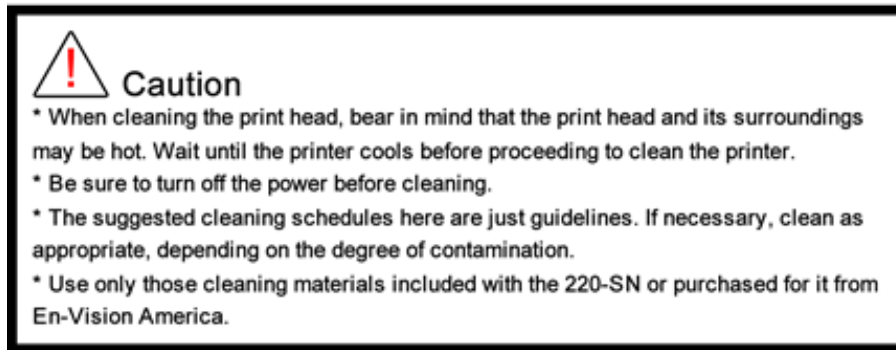 ! Caution
* When cleaning the print head, bear in mind that the print head and its surroundings
may be hot. Wait until the printer cools before proceeding to clean the printer.
* Be sure to turn off the power before cleaning.
* The suggested cleaning schedules here are just guidelines. If necessary, clean as
appropriate, depending on the degree of contamination.
* Use only those cleaning materials included with the 220-SN or purchased for it from
En-Vision America.